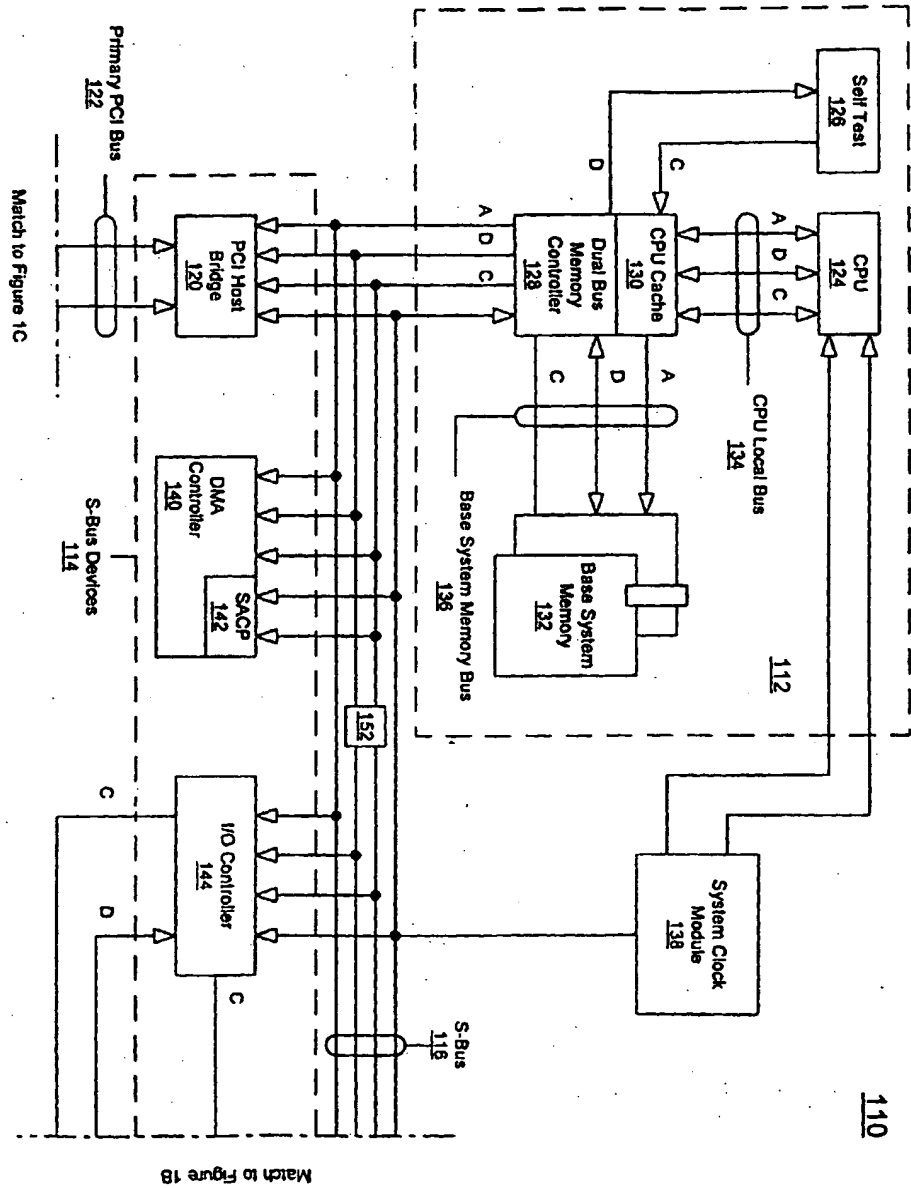 110
Self Test
126
CPU
124
A
D
C
CPU Local Bus
134
C
D
CPU Cache
130
Dual Bus
Memory
Controller
128
A
D
C
Base System
Memory
132
Base System Memory Bus
136
112
System Clock
Module
138
A
D
C
S-Bus
116
152
PCI Host
Bridge
120
DMA
Controller
140
SACP
142
I/O Controller
144
C
D
C
Primary PCI Bus
122
S-Bus Devices
114
Match to Figure 1C
Match to Figure 1B